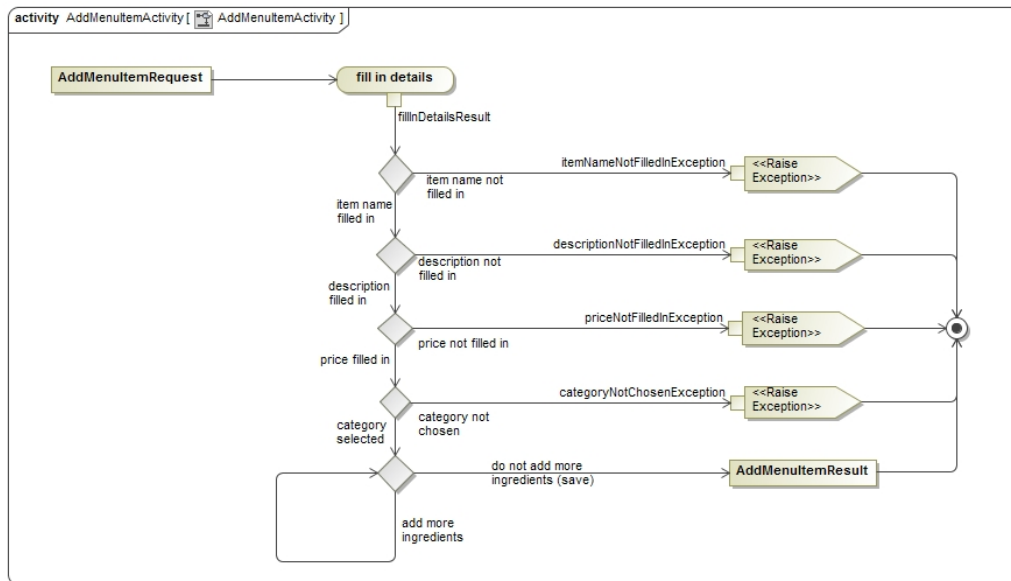 activity AddMenuItemActivity [ AddMenuItemActivity ]
AddMenuItemRequest
fill in details
fillInDetailsResult
itemNameNotFilledInException
<<Raise
Exception>>
item name not
filled in
item name
filled in
descriptionNotFilledInException
<<Raise
Exception>>
description not
filled in
description
filled in
priceNotFilledInException
<<Raise
Exception>>
price not filled in
price filled in
categoryNotChosenException
<<Raise
Exception>>
category not
chosen
category
selected
do not add more
ingredients (save)
AddMenuItemResult
add more
ingredients